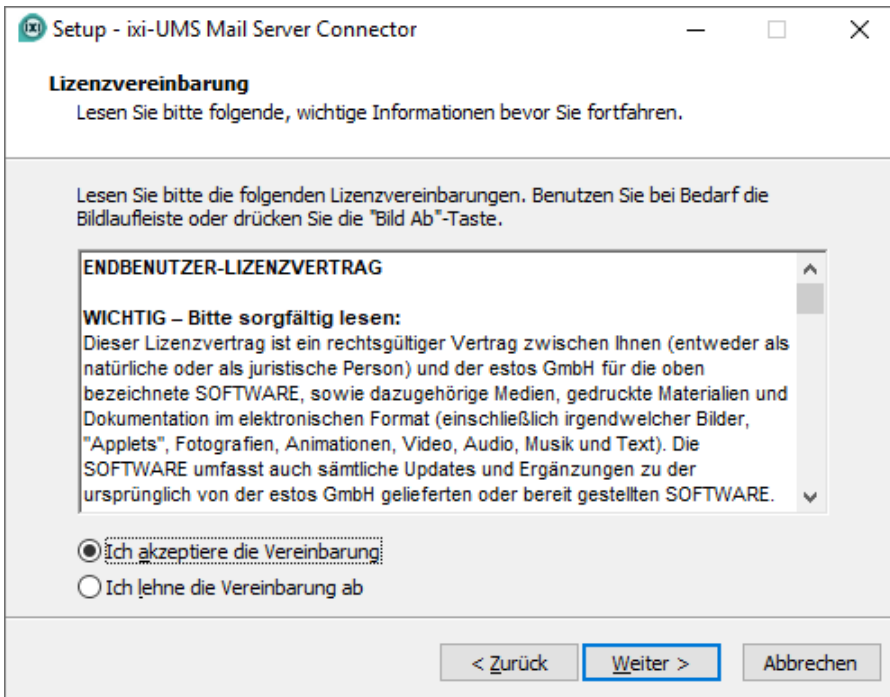 ixi Setup - ixi-UMS Mail Server Connector
Lizenzvereinbarung
Lesen Sie bitte folgende, wichtige Informationen bevor Sie fortfahren.
Lesen Sie bitte die folgenden Lizenzvereinbarungen. Benutzen Sie bei Bedarf die
Bildlaufleiste oder drücken Sie die "Bild Ab"-Taste.
ENDBENUTZER-LIZENZVERTRAG
WICHTIG – Bitte sorgfältig lesen:
Dieser Lizenzvertrag ist ein rechtsgültiger Vertrag zwischen Ihnen (entweder als
natürliche oder als juristische Person) und der estos GmbH für die oben
bezeichnete SOFTWARE, sowie dazugehörige Medien, gedruckte Materialien und
Dokumentation im elektronischen Format (einschließlich irgendwelcher Bilder,
"Applets", Fotografien, Animationen, Video, Audio, Musik und Text). Die
SOFTWARE umfasst auch sämtliche Updates und Ergänzungen zu der
ursprünglich von der estos GmbH gelieferten oder bereit gestellten SOFTWARE.
Ich akzeptiere die Vereinbarung
Ich lehne die Vereinbarung ab
< Zurück Weiter > Abbrechen